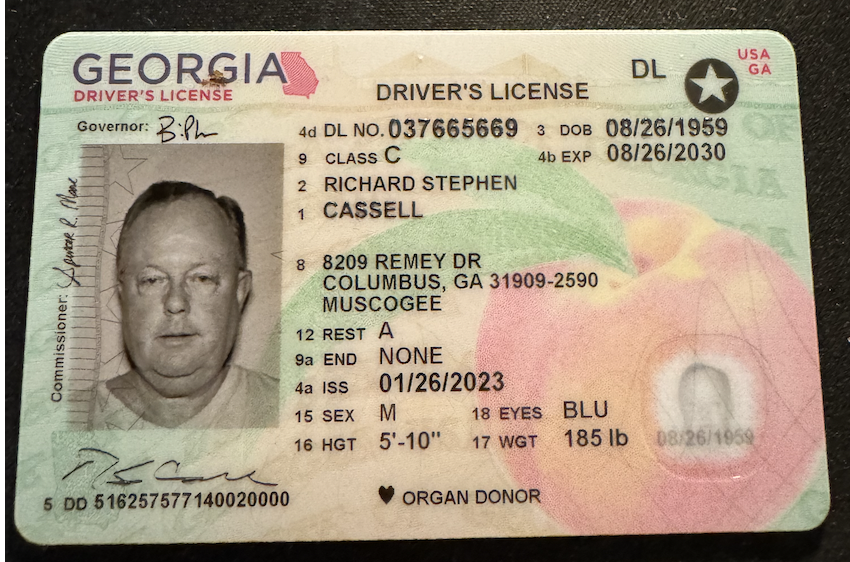 GEORGIA
DRIVER'S LICENSE
DRIVER'S LICENSE
DL
USA
GA
Governor:
4d DL NO. 037665669 3 DOB 08/26/1959
9 CLASS C 4b EXP 08/26/2030
2 RICHARD STEPHEN
1 CASSELL
8 8209 REMEY DR
COLUMBUS, GA 31909-2590
MUSCOGEE
12 REST A
9a END NONE
4a ISS 01/26/2023
15 SEX M 18 EYES BLU
16 HGT 5'-10" 17 WGT 185 lb
08/26/1959
Commissioner: Spencer R. Moore
5 DD 516257577140020000
ORGAN DONOR